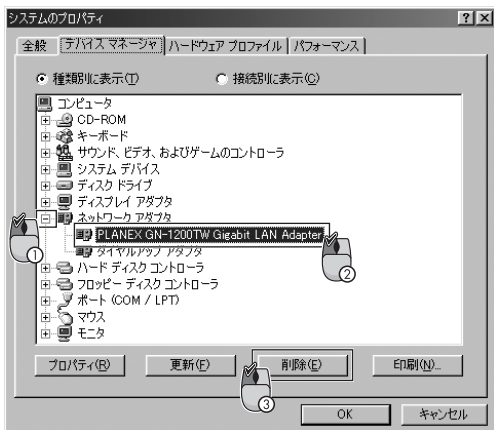 システムのプロパティ
全般 デバイス マネージャ ハードウェア プロファイル パフォーマンス
種類別に表示(T) 接続別に表示(C)
コンピュータ
CD-ROM
キーボード
サウンド、ビデオ、およびゲームのコントローラ
システム デバイス
ディスク ドライブ
ディスプレイ アダプタ
ネットワーク アダプタ
PLANEX GN-1200TW Gigabit LAN Adapter
①
ダイヤルアップ アダプタ
②
ハード ディスク コントローラ
フロッピー ディスク コントローラ
ポート (COM / LPT)
マウス
モニタ
プロパティ(R) 更新(F) 削除(E) 印刷(N)...
③
OK キャンセル